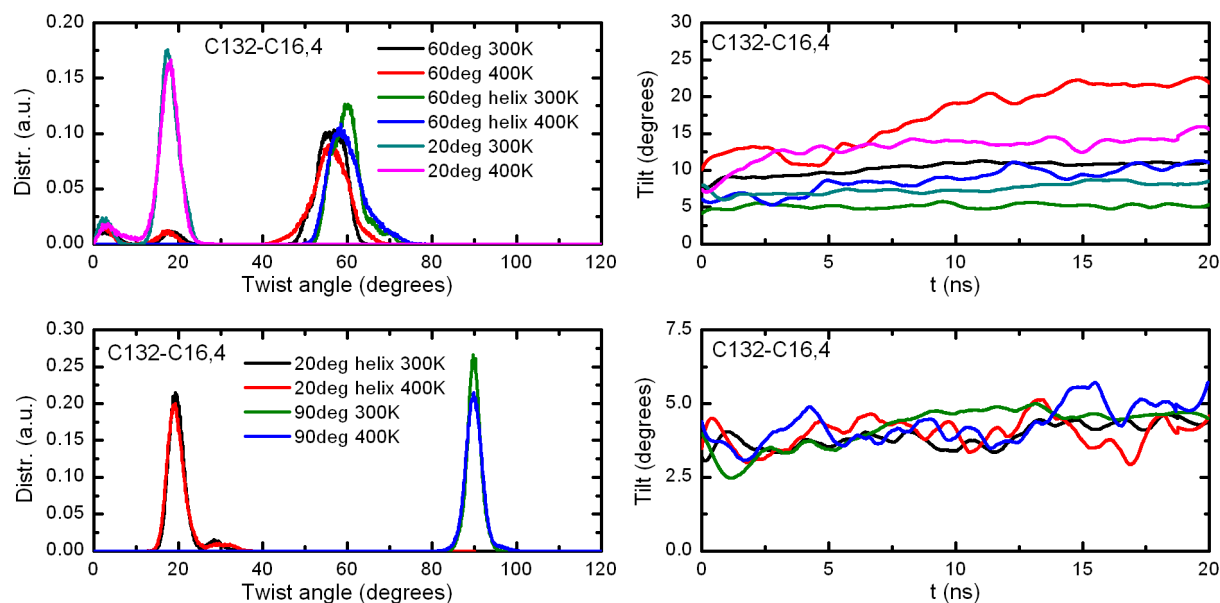 C132-C16,4
60deg 300K
60deg 400K
60deg helix 300K
60deg helix 400K
20deg 300K
20deg 400K
Distr. (a.u.)
0.20
0.15
0.10
0.05
0.00
0 20 40 60 80 100 120
Twist angle (degrees)
C132-C16,4
Tilt (degrees)
30
25
20
15
10
5
0
0 5 10 15 20
t (ns)
C132-C16,4
20deg helix 300K
20deg helix 400K
90deg 300K
90deg 400K
Distr. (a.u.)
0.30
0.25
0.20
0.15
0.10
0.05
0.00
0 20 40 60 80 100 120
Twist angle (degrees)
C132-C16,4
Tilt (degrees)
7.5
5.0
2.5
0.0
0 5 10 15 20
t (ns)